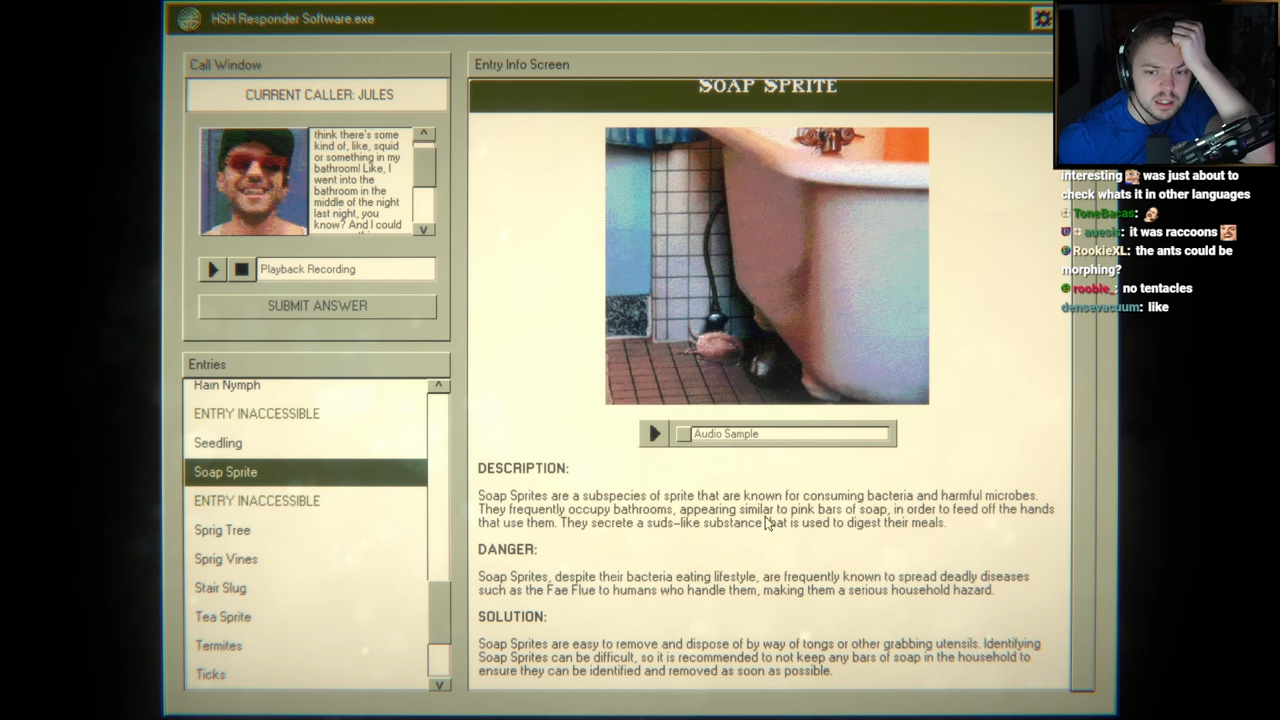 HSH Responder Software.exe
Call Window
CURRENT CALLER: JULES
think there's some
kind of, like, squid
or something in my
bathroom! Like, I
went into the
bathroom in the
middle of the night
last night, you
know? And I could
Playback Recording
SUBMIT ANSWER
Entries
Rain Nymph
ENTRY INACCESSIBLE
Seedling
Soap Sprite
ENTRY INACCESSIBLE
Sprig Tree
Sprig Vines
Stair Slug
Tea Sprite
Termites
Ticks
Entry Info Screen
SOAP SPRITE
Audio Sample
DESCRIPTION:
Soap Sprites are a subspecies of sprite that are known for consuming bacteria and harmful microbes.
They frequently occupy bathrooms, appearing similar to pink bars of soap, in order to feed off the hands
that use them. They secrete a suds-like substance that is used to digest their meals.
DANGER:
Soap Sprites, despite their bacteria eating lifestyle, are frequently known to spread deadly diseases
such as the Fae Flue to humans who handle them, making them a serious household hazard.
SOLUTION:
Soap Sprites are easy to remove and dispose of by way of tongs or other grabbing utensils. Identifying
Soap Sprites can be difficult, so it is recommended to not keep any bars of soap in the household to
ensure they can be identified and removed as soon as possible.
interesting was just about to
check whats it in other languages
ToneBacas:
auesis: it was raccoons
RookieXL: the ants could be
morphing?
rooble_: no tentacles
densevacuum: like